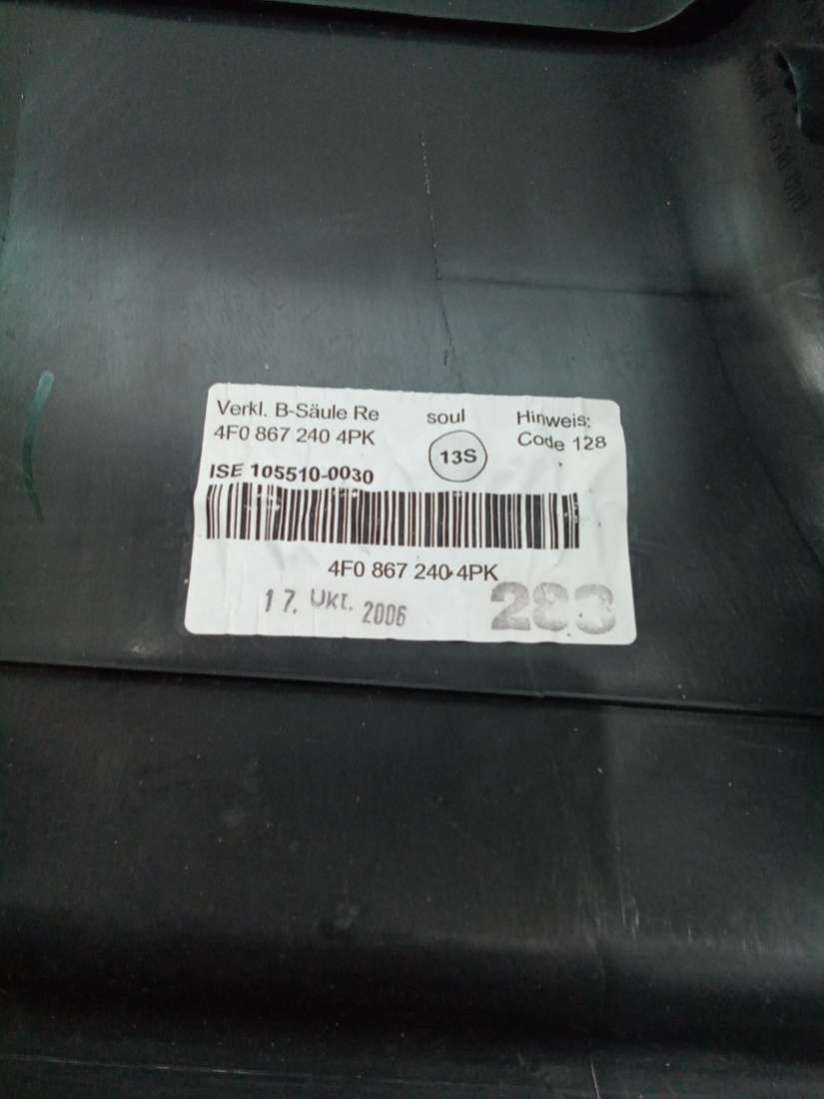 Verkl. B-Säule Re
4F0 867 240 4PK
soul
13S
Hinweis:
Code 128
ISE 105510-0030
4F0 867 240 4PK
17. OKT. 2006
283